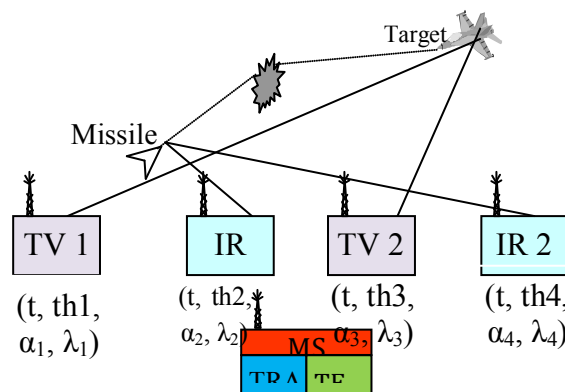 Target
Missile
TV 1
IR
TV 2
IR 2
(t, th1,
α₁, λ₁)
(t, th2,
α₂, λ₂)
(t, th3,
α₃, λ₃)
(t, th4,
α₄, λ₄)
MS